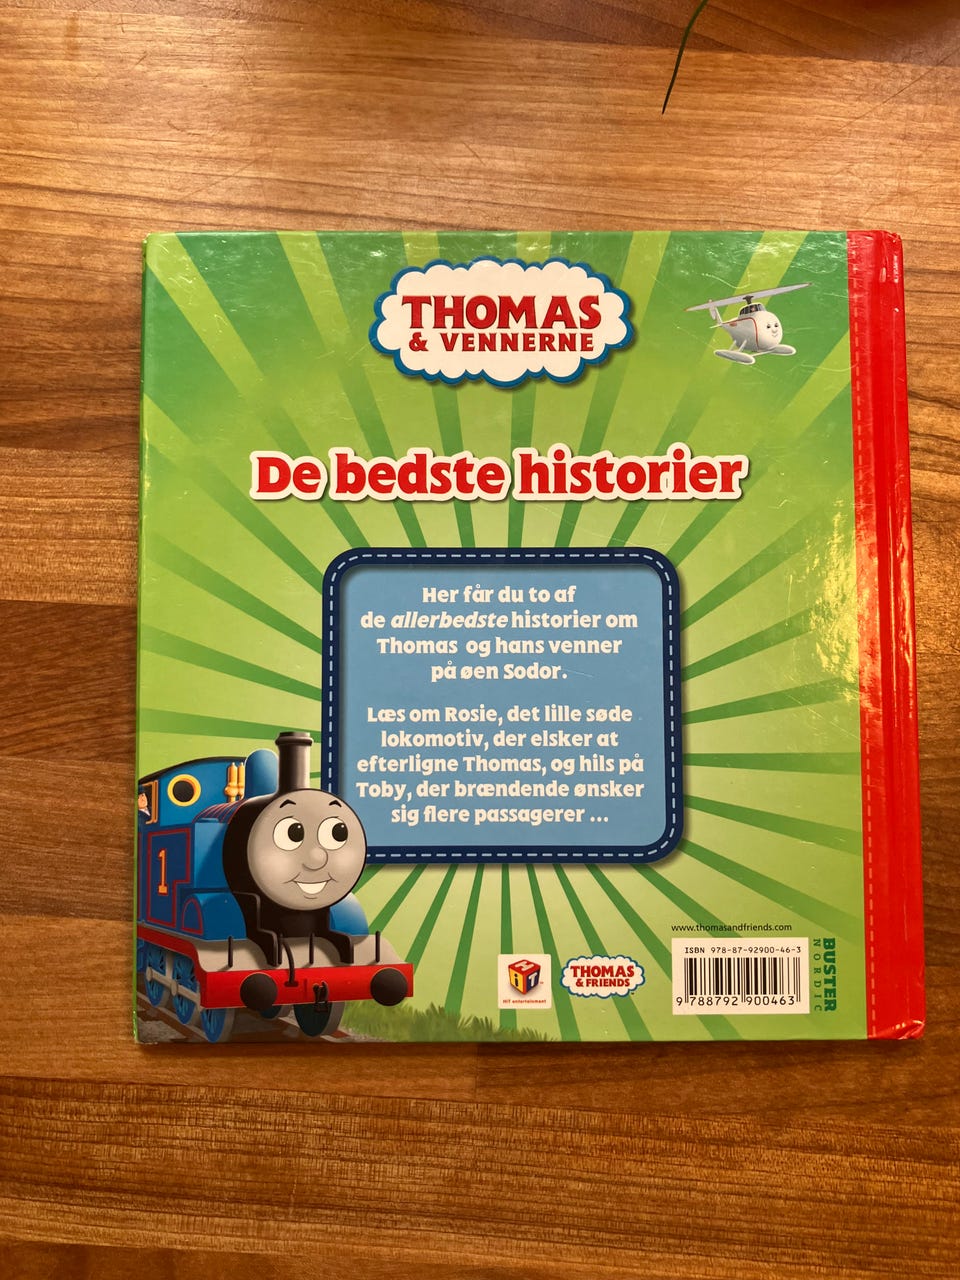 THOMAS
& VENNERNE
De bedste historier
Her får du to af
de allerbedste historier om
Thomas og hans venner
på øen Sodor.
Læs om Rosie, det lille søde
lokomotiv, der elsker at
efterligne Thomas, og hils på
Toby, der brændende ønsker
sig flere passagerer ...
1
www.thomasandfriends.com
HiT
HiT entertainment
THOMAS
& FRIENDS™
ISBN 978-87-92900-46-3
9 788792 900463
BUSTER
NORDIC